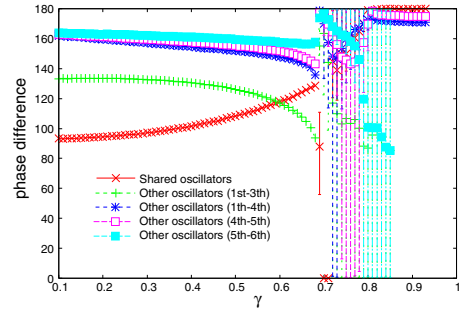 180
160
140
120
100
80
60
40
20
0
phase difference
Shared oscillators
Other oscillators (1st-3th)
Other oscillators (1th-4th)
Other oscillators (4th-5th)
Other oscillators (5th-6th)
0.1 0.2 0.3 0.4 0.5 0.6 0.7 0.8 0.9 1
γ